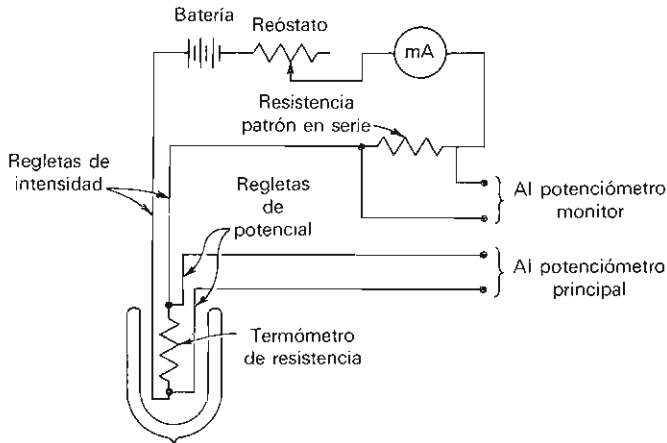 Batería
Reóstato
mA
Resistencia
patrón en serie
Regletas de
intensidad
Regletas
de
potencial
Al potenciómetro
monitor
Al potenciómetro
principal
Termómetro
de resistencia